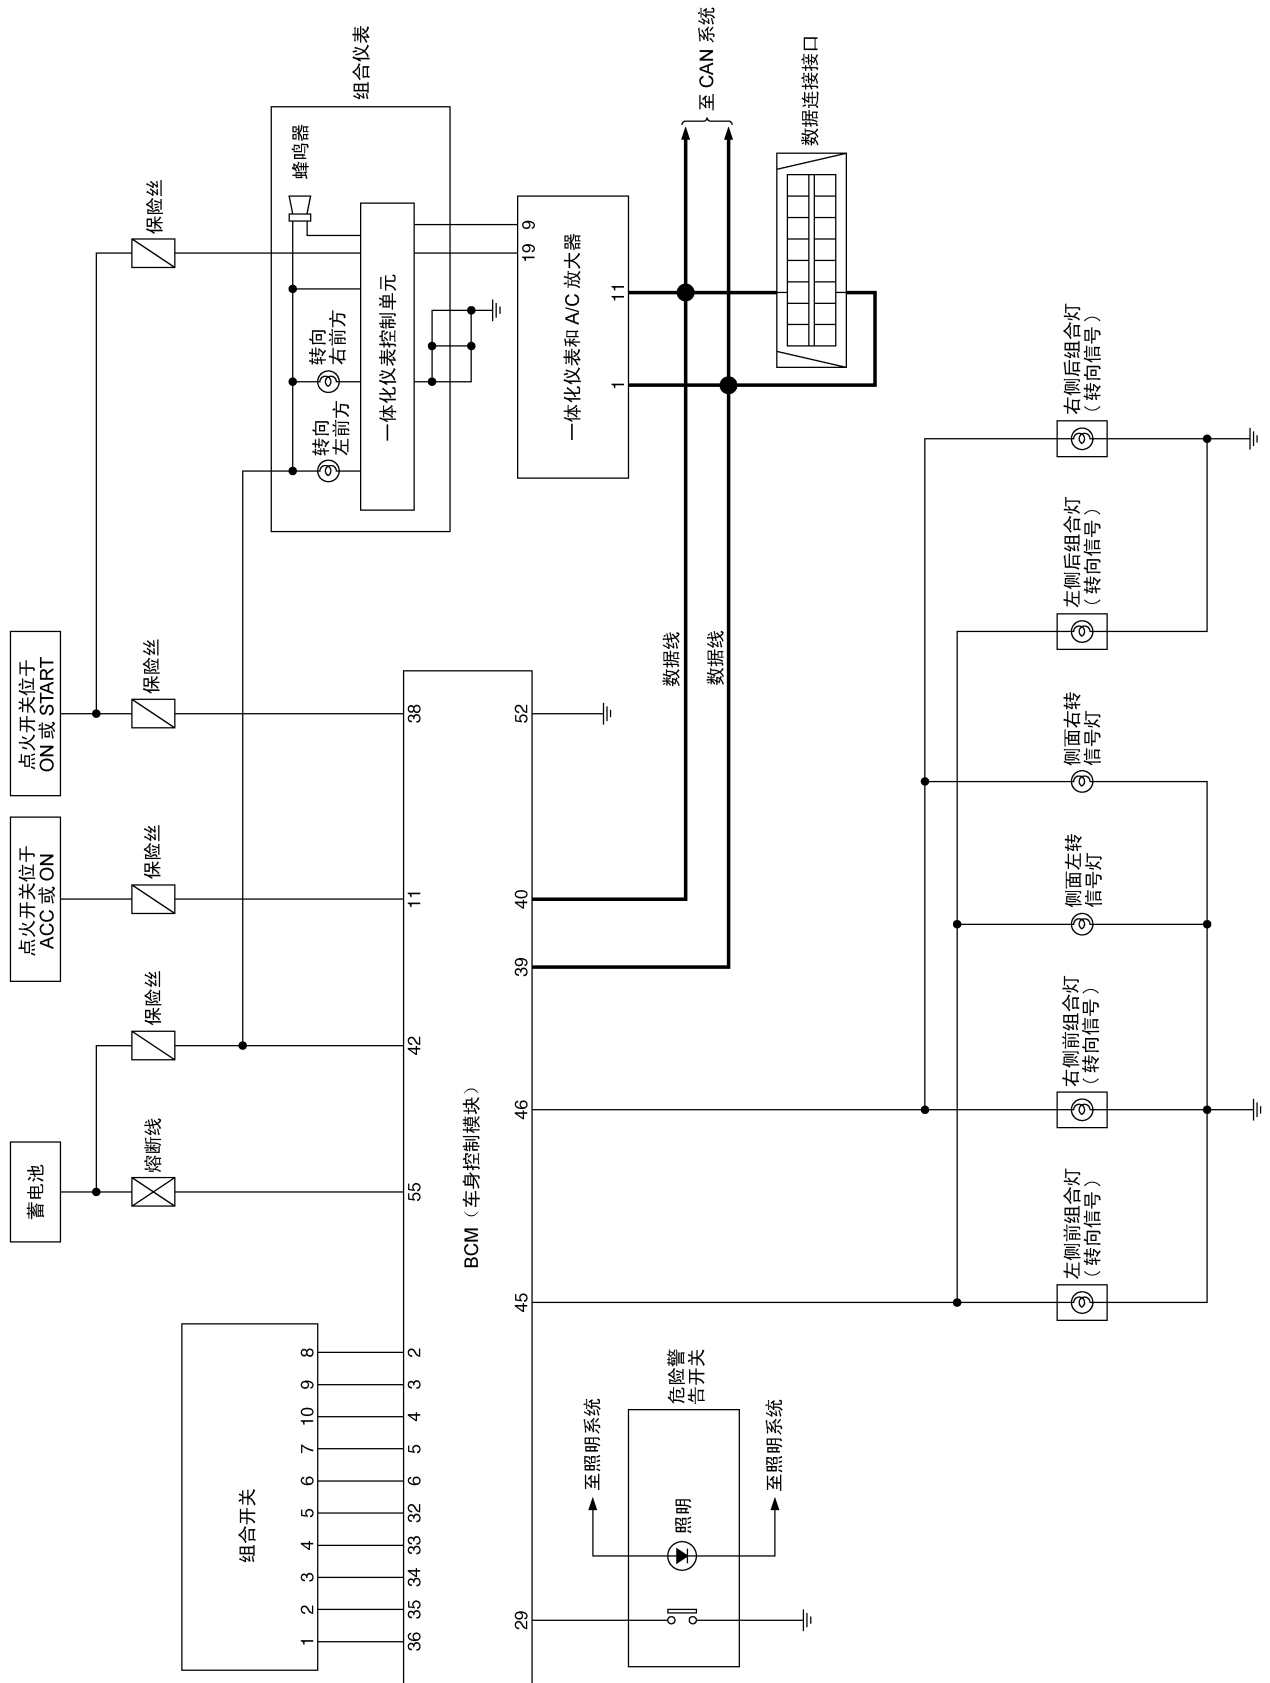 蓄电池
点火开关位于
ACC 或 ON
点火开关位于
ON 或 START
熔断线
保险丝
保险丝
保险丝
保险丝
组合仪表
蜂鸣器
转向
左前方
转向
右前方
一体化仪表控制单元
19
9
一体化仪表和 A/C 放大器
1
11
至 CAN 系统
数据连接接口
数据线
数据线
组合开关
1
2
3
4
5
6
7
10
9
8
36
35
34
33
32
6
5
4
3
2
55
42
11
38
BCM（车身控制模块）
29
45
46
39
40
52
至照明系统
照明
危险警
告开关
至照明系统
左侧前组合灯
（转向信号）
右侧前组合灯
（转向信号）
侧面左转
信号灯
侧面右转
信号灯
左侧后组合灯
（转向信号）
右侧后组合灯
（转向信号）